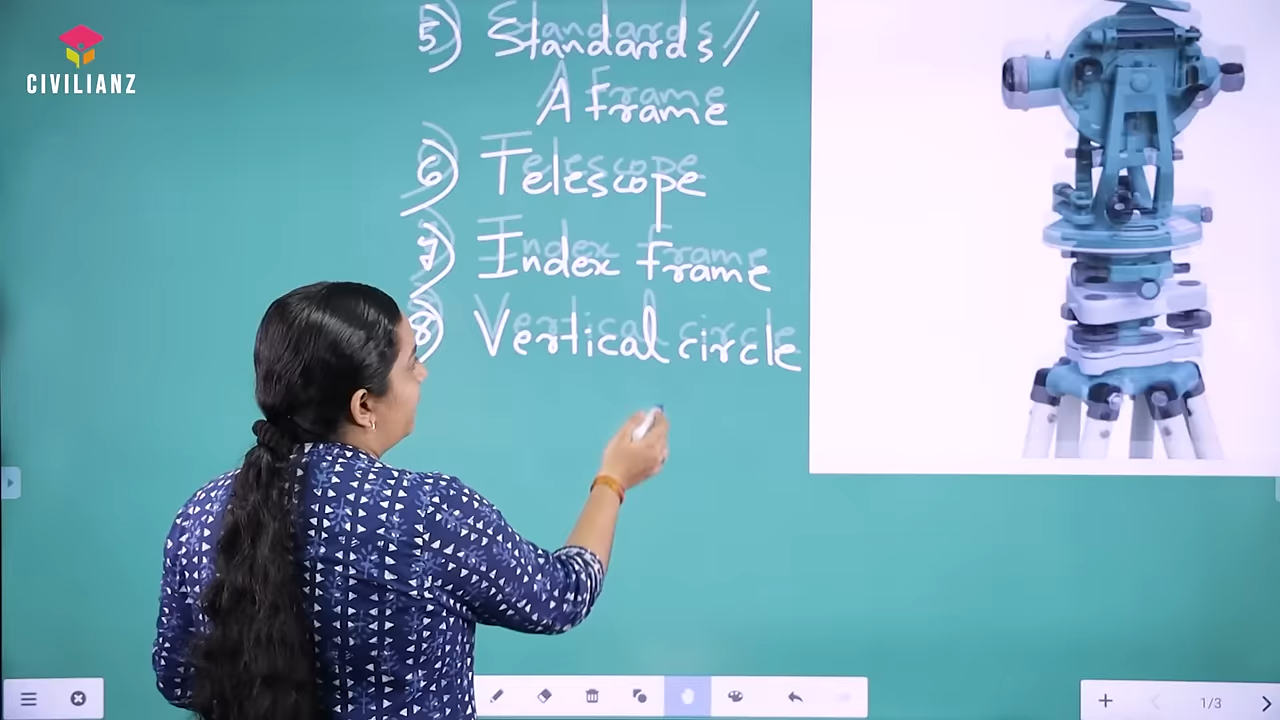 CIVILIANZ
5) Standards/
A Frame
6) Telescope
7) Index frame
8) Vertical circle
1/3